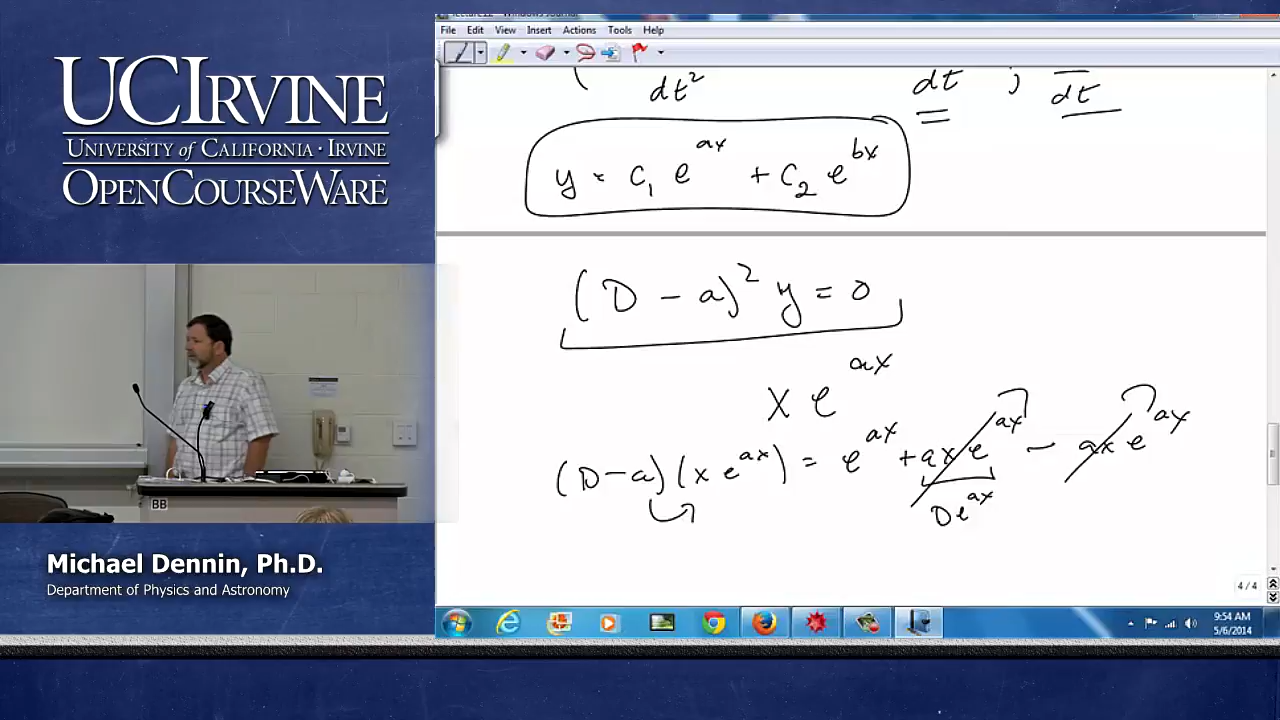 UCIRVINE
UNIVERSITY of CALIFORNIA · IRVINE
OPENCOURSEWARE
BB
Michael Dennin, Ph.D.
Department of Physics and Astronomy
File Edit View Insert Actions Tools Help
dt² dt ; dt
y = c₁ e^{ax} + c₂ e^{bx}
(D - a)² y = 0
x e^{ax}
(D - a)(x e^{ax}) = e^{ax} + ax e^{ax} - ax e^{ax}
D e^{ax}
4 / 4
9:54 AM
5/6/2014